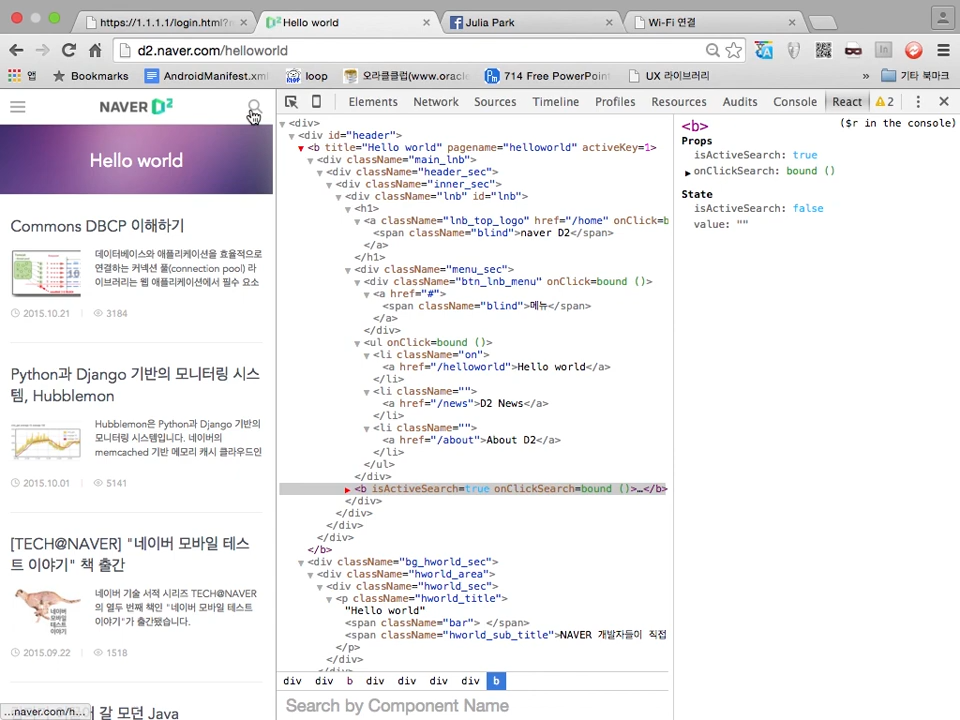 https://1.1.1.1/login.html?r
Hello world
Julia Park
Wi-Fi 연결
d2.naver.com/helloworld
앱
Bookmarks
AndroidManifest.xml
loop
오라클클럽(www.oracle
714 Free PowerPoint
UX 라이브러리
»
기타 북마크
NAVER D2
Hello world
Commons DBCP 이해하기
데이터베이스와 애플리케이션을 효율적으로
연결하는 커넥션 풀(connection pool) 라
이브러리는 웹 애플리케이션에서 필수 요소
2015.10.21 3184
Python과 Django 기반의 모니터링 시스
템, Hubblemon
Hubblemon은 Python과 Django 기반의
모니터링 시스템입니다. 네이버의
memcached 기반 메모리 캐시 클라우드인
2015.10.01 5141
[TECH@NAVER] "네이버 모바일 테스
트 이야기" 책 출간
네이버
모바일
테스트
이야기
네이버 기술 서적 시리즈 TECH@NAVER
의 열두 번째 책인 "네이버 모바일 테스트
이야기"가 출간됐습니다.
2015.09.22 1518
갈 모던 Java
...naver.com/h...
Elements Network Sources Timeline Profiles Resources Audits Console React 2
<div>
<div id="header">
<b title="Hello world" pagename="helloworld" activeKey=1>
<div className="main_lnb">
<div className="header_sec">
<div className="inner_sec">
<div className="lnb" id="lnb">
<h1>
<a className="lnb_top_logo" href="/home" onClick=b
<span className="blind">naver D2</span>
</a>
</h1>
<div className="menu_sec">
<div className="btn_lnb_menu" onClick=bound ()>
<a href="#">
<span className="blind">메뉴</span>
</a>
</div>
<ul onClick=bound ()>
<li className="on">
<a href="/helloworld">Hello world</a>
</li>
<li className="">
<a href="/news">D2 News</a>
</li>
<li className="">
<a href="/about">About D2</a>
</li>
</ul>
</div>
<b isActiveSearch=true onClickSearch=bound ()>…</b>
</div>
</div>
</div>
</div>
</b>
<div className="bg_hworld_sec">
<div className="hworld_area">
<div className="hworld_sec">
<p className="hworld_title">
"Hello world"
<span className="bar"> </span>
<span className="hworld_sub_title">NAVER 개발자들이 직접
</p>
</div>
div div b div div div div b
Search by Component Name
<b>
($r in the console)
Props
isActiveSearch: true
onClickSearch: bound ()
State
isActiveSearch: false
value: ""